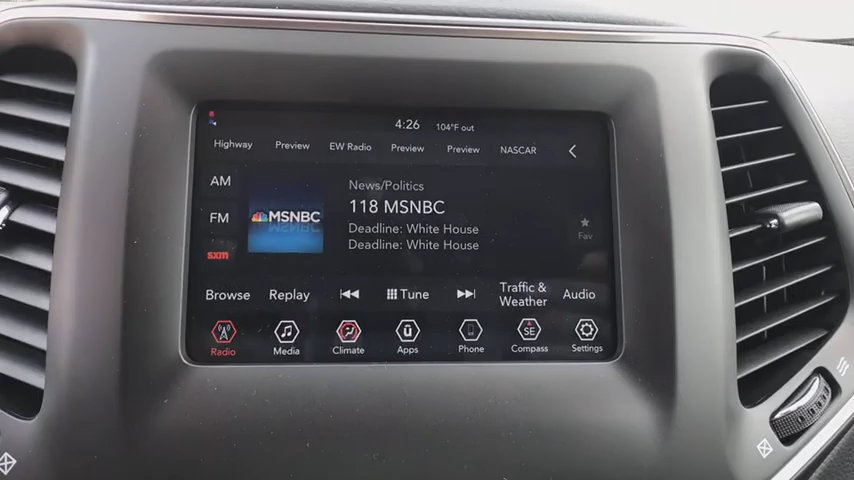 4:26 104°F out
Highway Preview EW Radio Preview Preview NASCAR
AM
FM
sxm
MSNBC
News/Politics
118 MSNBC
Deadline: White House
Deadline: White House
Fav
Browse Replay Tune Traffic & Weather Audio
SE
Radio Media Climate Apps Phone Compass Settings